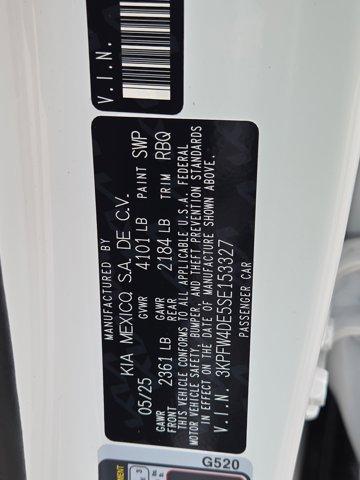 V.I.N.
MANUFACTURED BY
KIA MEXICO, S.A. DE C.V.
05/25 GVWR 4101 LB PAINT SWP
GAWR FRONT 2361 LB GAWR REAR 2184 LB TRIM RBQ
THIS VEHICLE CONFORMS TO ALL APPLICABLE U.S.A. FEDERAL
MOTOR VEHICLE SAFETY, BUMPER, AND THEFT PREVENTION STANDARDS
IN EFFECT ON THE DATE OF MANUFACTURE SHOWN ABOVE.
V.I.N. 3KPFW4DE5SE153327
PASSENGER CAR
G520
3